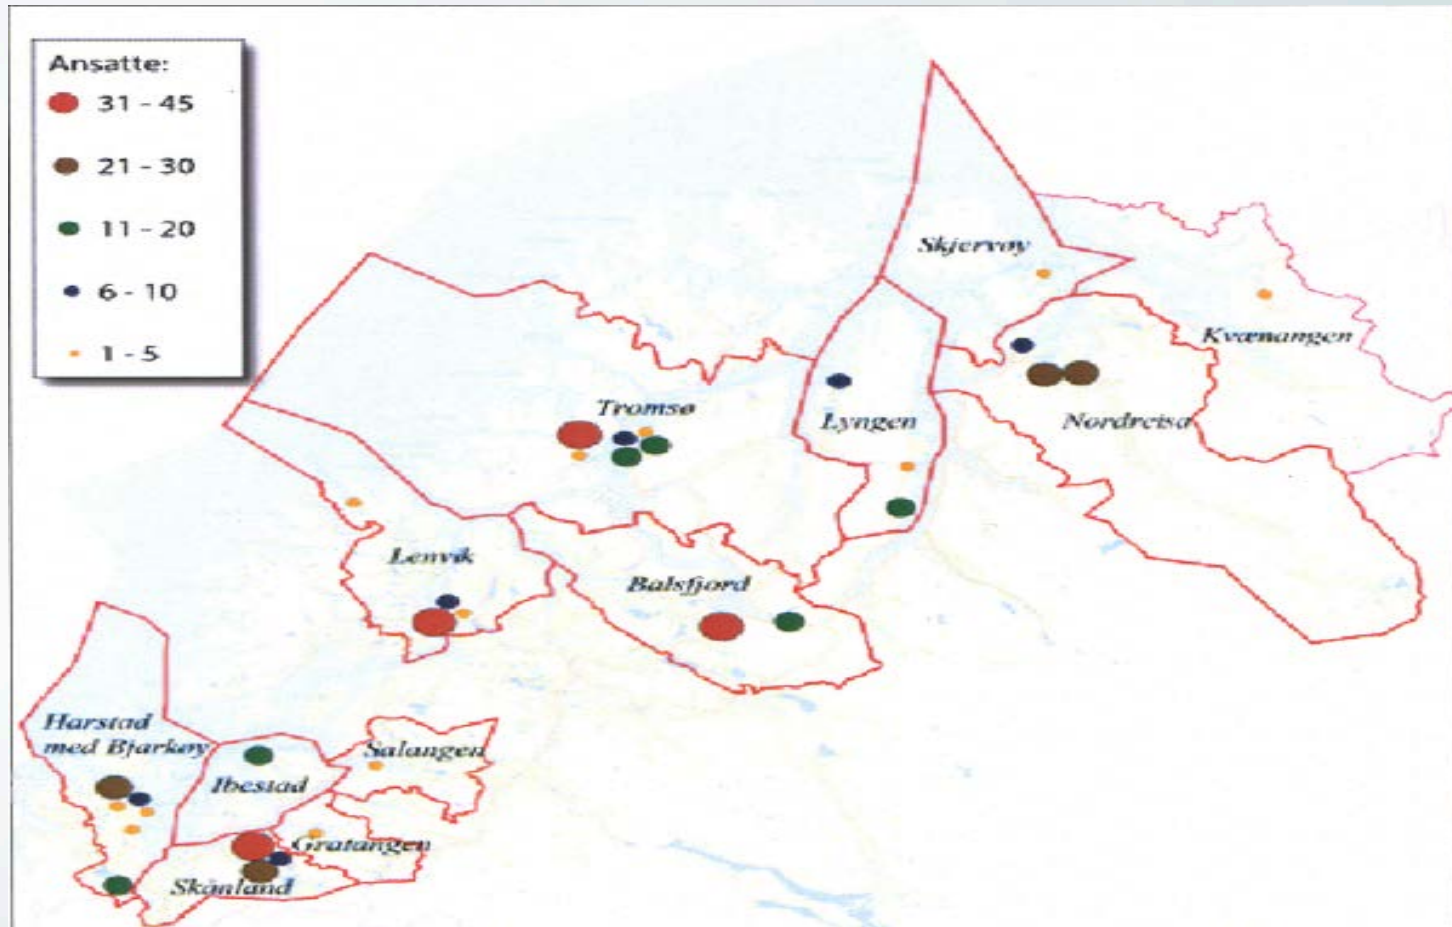 Ansatte:
31 - 45
21 - 30
11 - 20
6 - 10
1 - 5
Skjervøy
Kvænangen
Tromsø
Lyngen
Nordreisa
Lenvik
Balsfjord
Harstad
med Bjarkøy
Salangen
Ibestad
Gratangen
Skånland